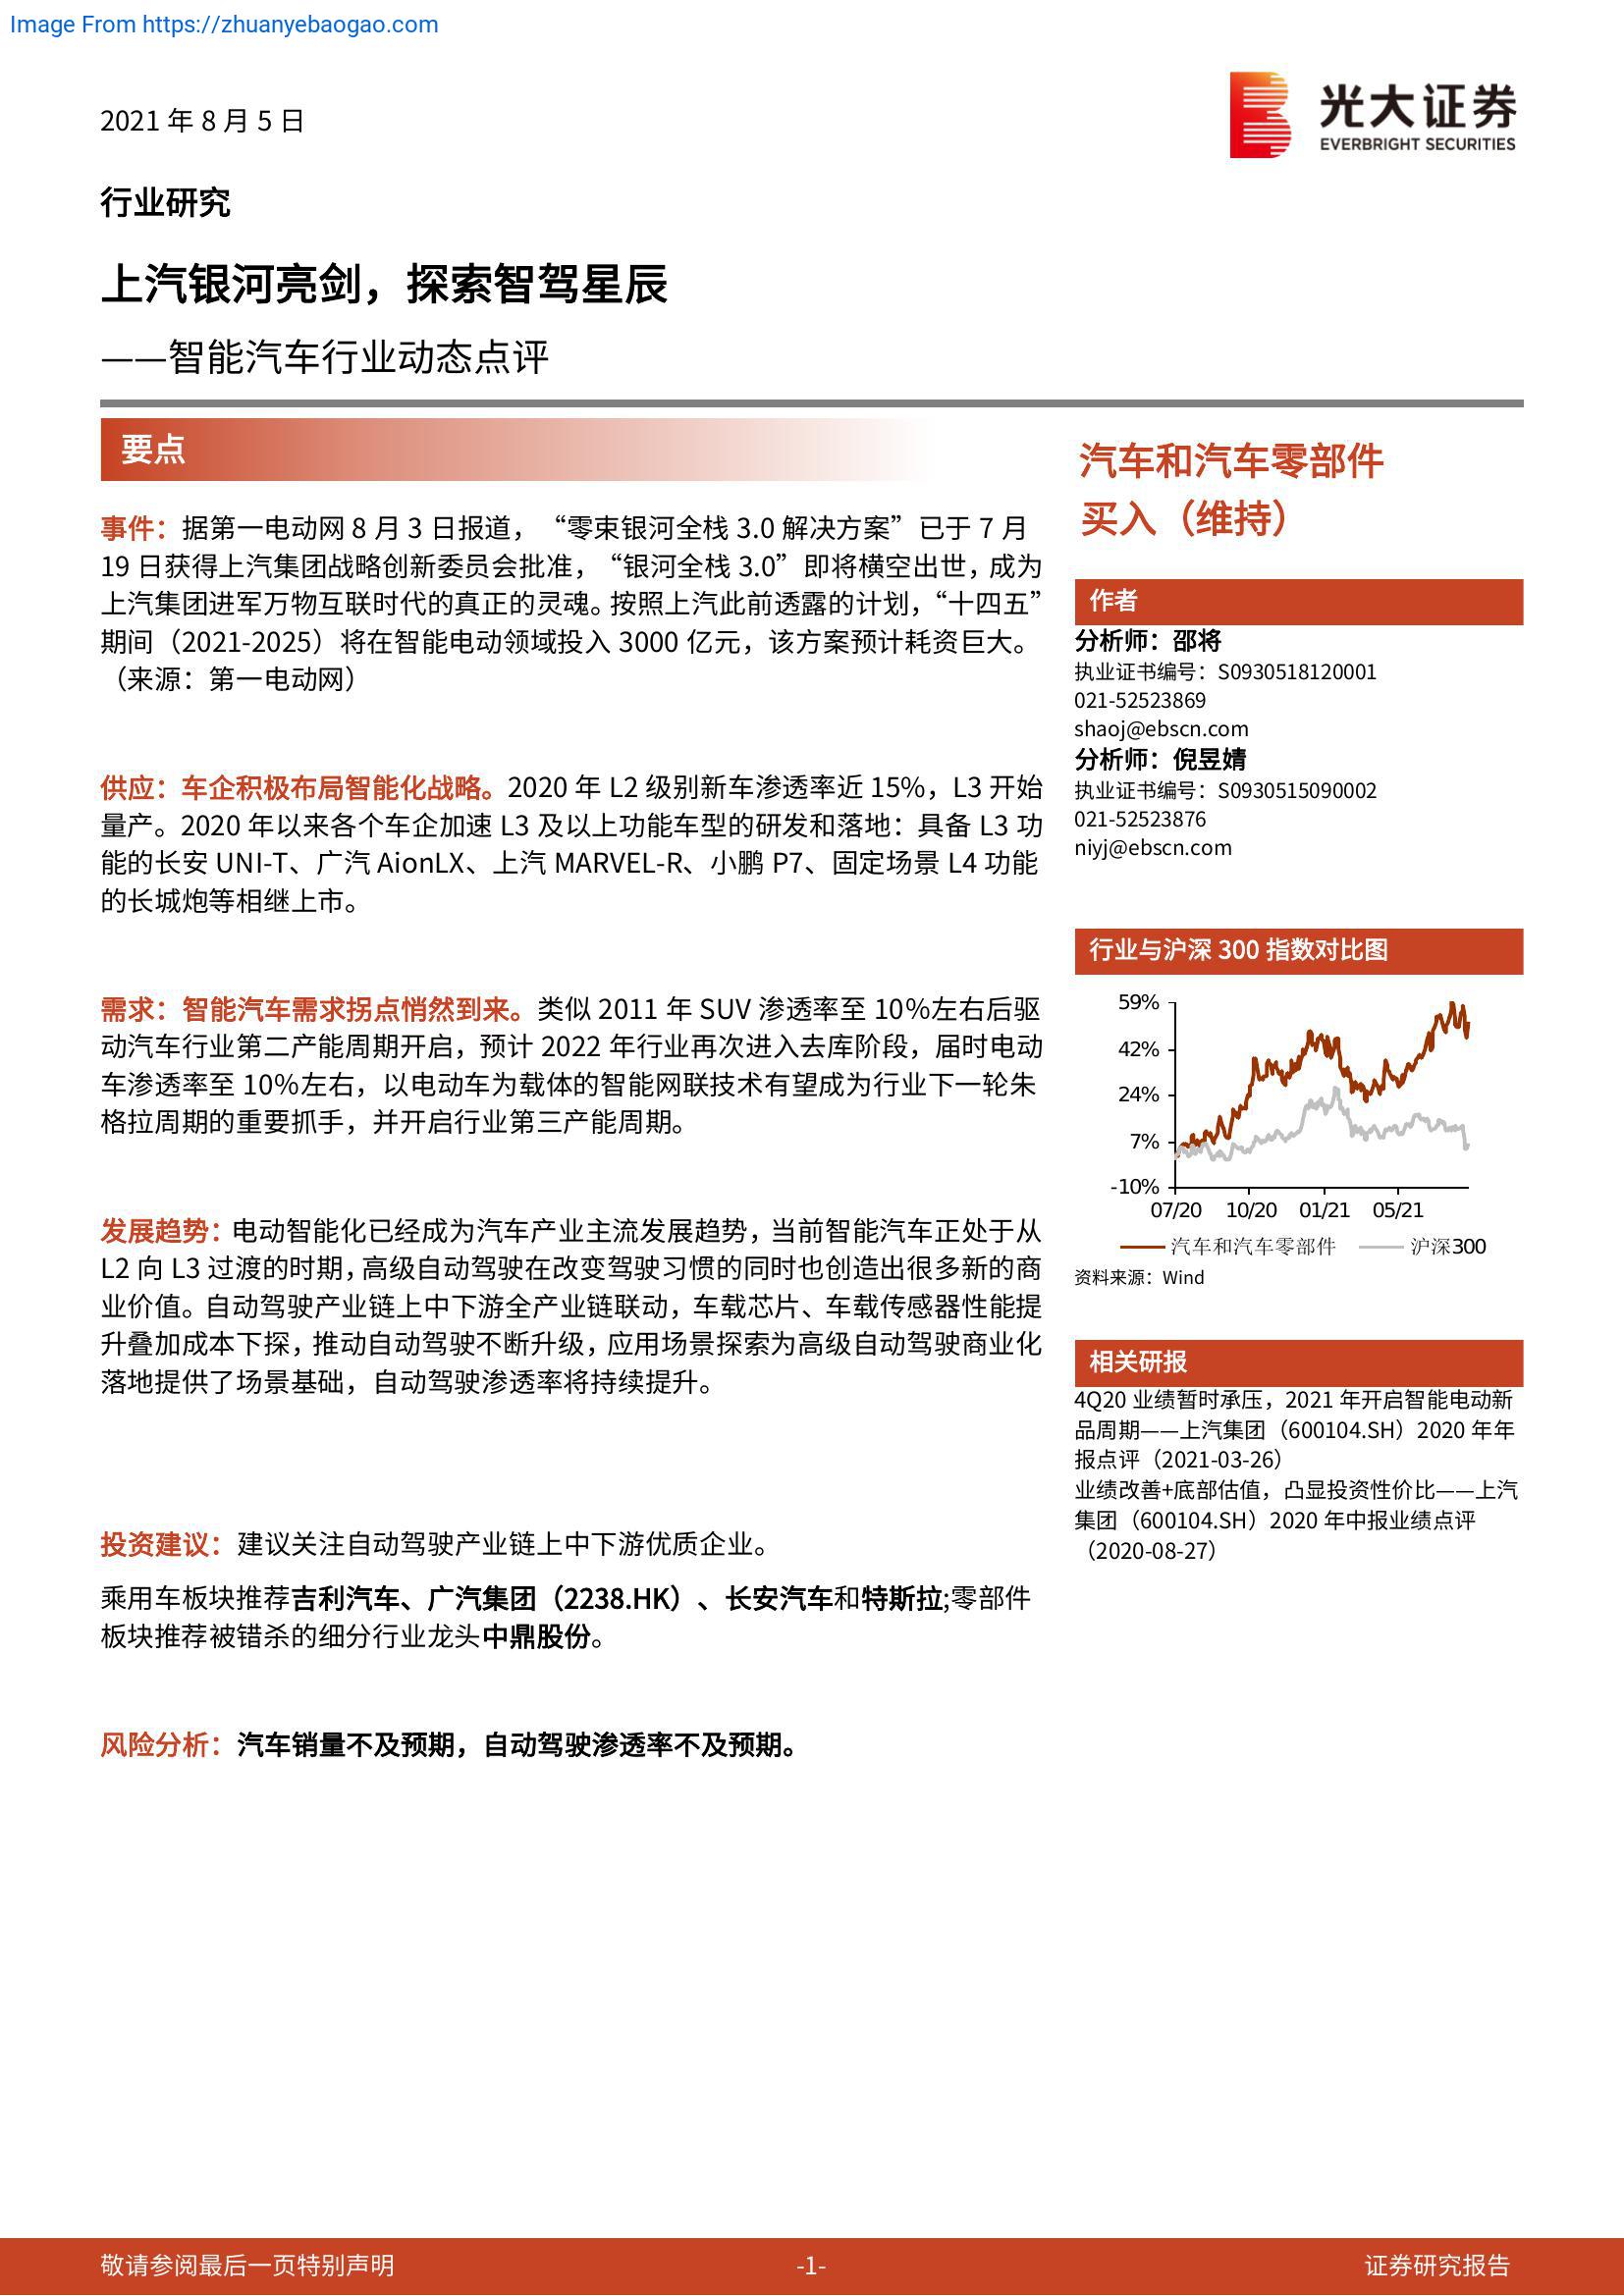 Image From https://zhuanyebaogao.com
2021 年 8 月 5 日
光大证券
EVERBRIGHT SECURITIES
行业研究
上汽银河亮剑，探索智驾星辰
——智能汽车行业动态点评
要点
事件：据第一电动网 8 月 3 日报道，“零束银河全栈 3.0 解决方案”已于 7 月
19 日获得上汽集团战略创新委员会批准，“银河全栈 3.0”即将横空出世，成为
上汽集团进军万物互联时代的真正的灵魂。按照上汽此前透露的计划，“十四五”
期间（2021-2025）将在智能电动领域投入 3000 亿元，该方案预计耗资巨大。
（来源：第一电动网）
供应：车企积极布局智能化战略。2020 年 L2 级别新车渗透率近 15%，L3 开始
量产。2020 年以来各个车企加速 L3 及以上功能车型的研发和落地：具备 L3 功
能的长安 UNI-T、广汽 AionLX、上汽 MARVEL-R、小鹏 P7、固定场景 L4 功能
的长城炮等相继上市。
需求：智能汽车需求拐点悄然到来。类似 2011 年 SUV 渗透率至 10%左右后驱
动汽车行业第二产能周期开启，预计 2022 年行业再次进入去库阶段，届时电动
车渗透率至 10%左右，以电动车为载体的智能网联技术有望成为行业下一轮朱
格拉周期的重要抓手，并开启行业第三产能周期。
发展趋势：电动智能化已经成为汽车产业主流发展趋势，当前智能汽车正处于从
L2 向 L3 过渡的时期，高级自动驾驶在改变驾驶习惯的同时也创造出很多新的商
业价值。自动驾驶产业链上中下游全产业链联动，车载芯片、车载传感器性能提
升叠加成本下探，推动自动驾驶不断升级，应用场景探索为高级自动驾驶商业化
落地提供了场景基础，自动驾驶渗透率将持续提升。
投资建议：建议关注自动驾驶产业链上中下游优质企业。
乘用车板块推荐吉利汽车、广汽集团（2238.HK）、长安汽车和特斯拉;零部件
板块推荐被错杀的细分行业龙头中鼎股份。
风险分析：汽车销量不及预期，自动驾驶渗透率不及预期。
汽车和汽车零部件
买入（维持）
作者
分析师：邵将
执业证书编号：S0930518120001
021-52523869
shaoj@ebscn.com
分析师：倪昱婧
执业证书编号：S0930515090002
021-52523876
niyj@ebscn.com
行业与沪深 300 指数对比图
59%
42%
24%
7%
-10%
07/20 10/20 01/21 05/21
汽车和汽车零部件 沪深300
资料来源：Wind
相关研报
4Q20 业绩暂时承压，2021 年开启智能电动新
品周期——上汽集团（600104.SH）2020 年年
报点评（2021-03-26）
业绩改善+底部估值，凸显投资性价比——上汽
集团（600104.SH）2020 年中报业绩点评
（2020-08-27）
敬请参阅最后一页特别声明 -1- 证券研究报告